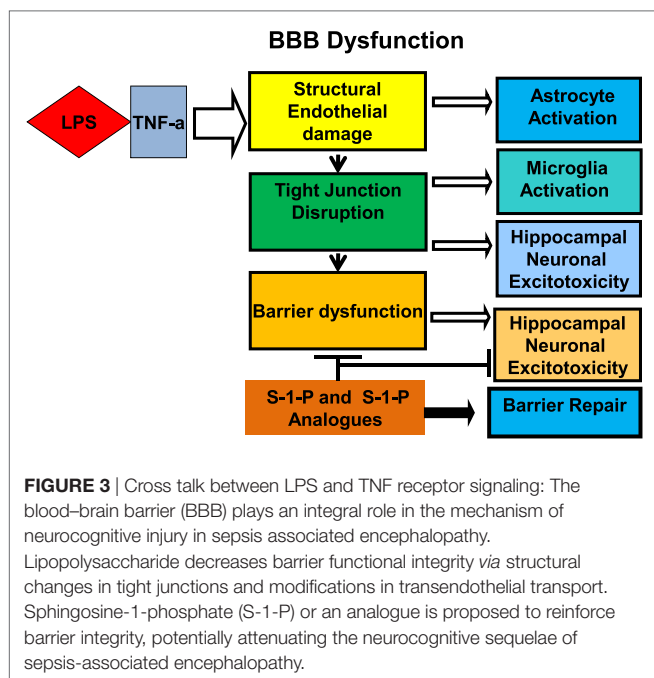 BBB Dysfunction
LPS
TNF-a
Structural
Endothelial
damage
Astrocyte
Activation
Tight Junction
Disruption
Microglia
Activation
Hippocampal
Neuronal
Excitotoxicity
Barrier dysfunction
Hippocampal
Neuronal
Excitotoxicity
S-1-P and S-1-P
Analogues
Barrier Repair
FIGURE 3 | Cross talk between LPS and TNF receptor signaling: The
blood–brain barrier (BBB) plays an integral role in the mechanism of
neurocognitive injury in sepsis associated encephalopathy.
Lipopolysaccharide decreases barrier functional integrity via structural
changes in tight junctions and modifications in transendothelial transport.
Sphingosine-1-phosphate (S-1-P) or an analogue is proposed to reinforce
barrier integrity, potentially attenuating the neurocognitive sequelae of
sepsis-associated encephalopathy.